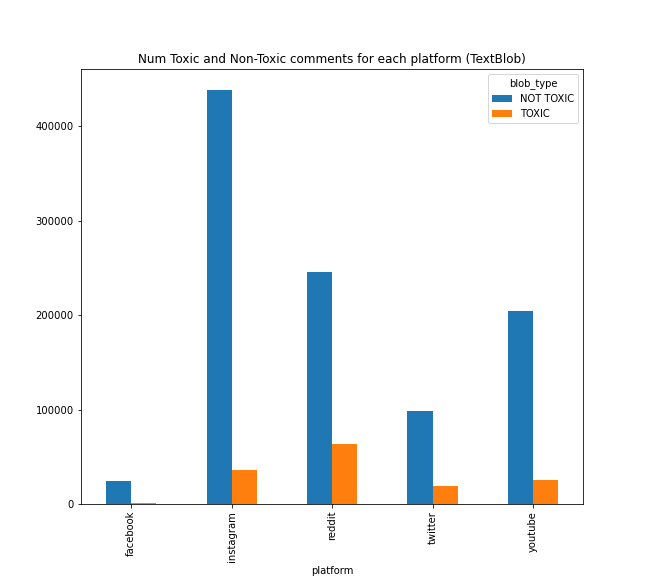 Num Toxic and Non-Toxic comments for each platform (TextBlob)
blob_type
NOT TOXIC
TOXIC
400000
300000
200000
100000
0
facebook
instagram
reddit
twitter
youtube
platform